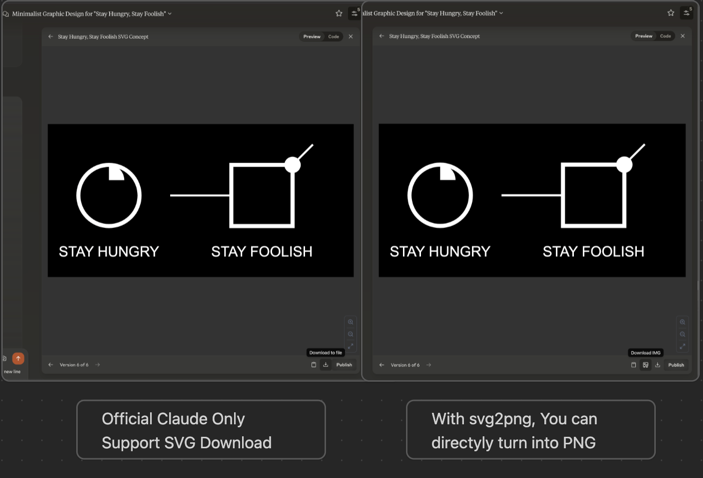 Minimalist Graphic Design for "Stay Hungry, Stay Foolish"
Stay Hungry, Stay Foolish SVG Concept
Preview Code
STAY HUNGRY STAY FOOLISH
Download to file
new line
Version 6 of 6
Publish
alist Graphic Design for "Stay Hungry, Stay Foolish"
Stay Hungry, Stay Foolish SVG Concept
Preview Code
STAY HUNGRY STAY FOOLISH
Download IMG
Version 6 of 6
Publish
Official Claude Only
Support SVG Download
With svg2png, You can
directyly turn into PNG